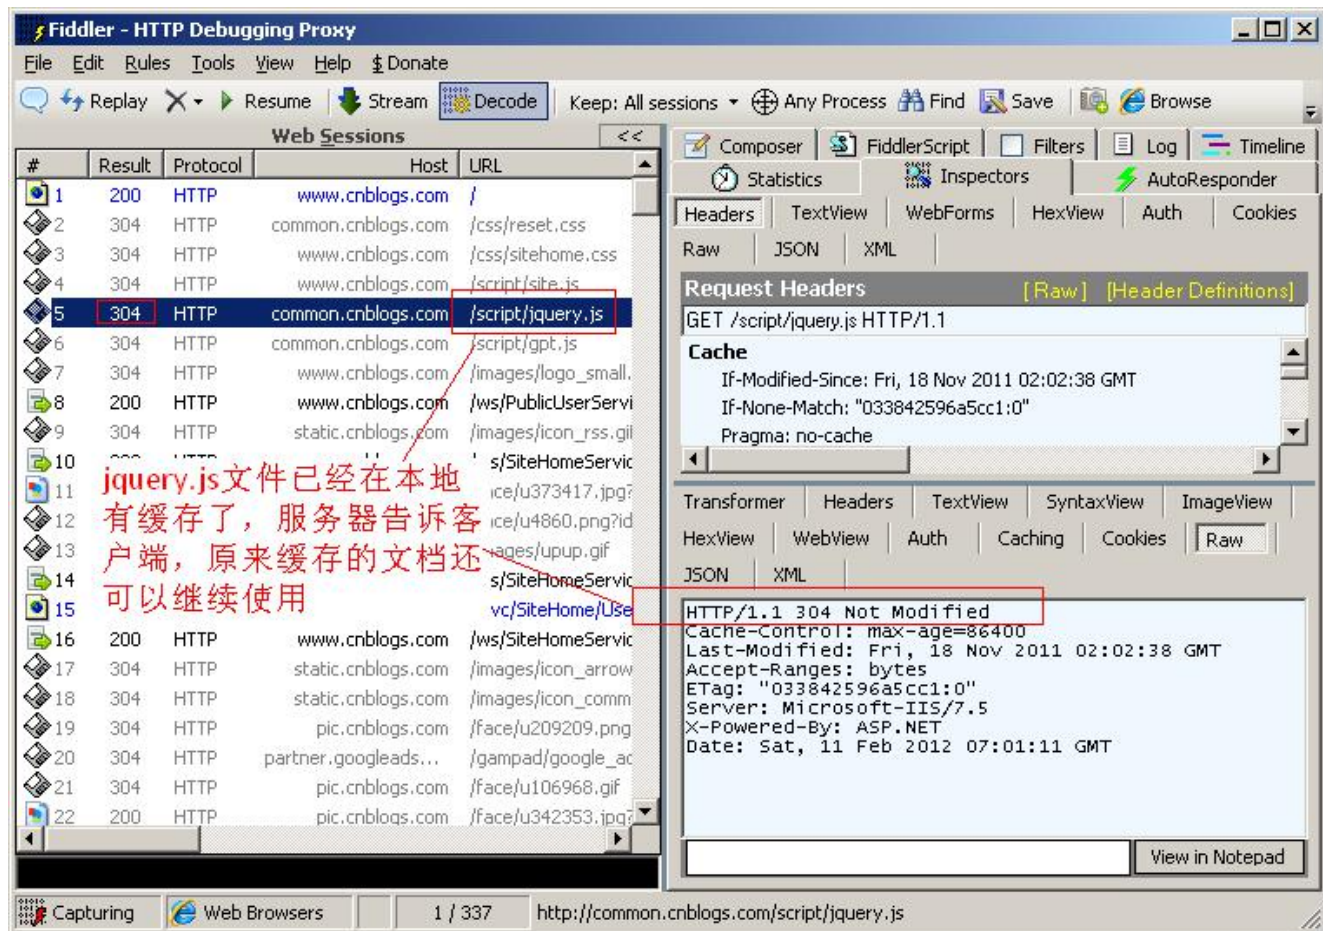 Fiddler - HTTP Debugging Proxy
File Edit Rules Tools View Help $ Donate
Replay Resume Stream Decode Keep: All sessions Any Process Find Save Browse
Web Sessions <<
# Result Protocol Host URL
1 200 HTTP www.cnblogs.com /
2 304 HTTP common.cnblogs.com /css/reset.css
3 304 HTTP www.cnblogs.com /css/sitehome.css
4 304 HTTP www.cnblogs.com /script/site.js
5 304 HTTP common.cnblogs.com /script/jquery.js
6 304 HTTP common.cnblogs.com /script/gpt.js
7 304 HTTP www.cnblogs.com /images/logo_small.
8 200 HTTP www.cnblogs.com /ws/PublicUserServi
9 304 HTTP static.cnblogs.com /images/icon_rss.gif
10 s/SiteHomeServic
11 ice/u373417.jpg?
12 ice/u4860.png?id
13 ages/upup.gif
14 s/SiteHomeServic
15 vc/SiteHome/Use
16 200 HTTP www.cnblogs.com /ws/SiteHomeServic
17 304 HTTP static.cnblogs.com /images/icon_arrow
18 304 HTTP static.cnblogs.com /images/icon_comm
19 304 HTTP pic.cnblogs.com /face/u209209.png
20 304 HTTP partner.googleads... /gampad/google_ac
21 304 HTTP pic.cnblogs.com /face/u106968.gif
22 200 HTTP pic.cnblogs.com /face/u342353.jpg?
jquery.js文件已经在本地
有缓存了，服务器告诉客
户端，原来缓存的文档还
可以继续使用
Composer FiddlerScript Filters Log Timeline
Statistics Inspectors AutoResponder
Headers TextView WebForms HexView Auth Cookies
Raw JSON XML
Request Headers [Raw] [Header Definitions]
GET /script/jquery.js HTTP/1.1
Cache
If-Modified-Since: Fri, 18 Nov 2011 02:02:38 GMT
If-None-Match: "033842596a5cc1:0"
Pragma: no-cache
Transformer Headers TextView SyntaxView ImageView
HexView WebView Auth Caching Cookies Raw
JSON XML
HTTP/1.1 304 Not Modified
Cache-Control: max-age=86400
Last-Modified: Fri, 18 Nov 2011 02:02:38 GMT
Accept-Ranges: bytes
ETag: "033842596a5cc1:0"
Server: Microsoft-IIS/7.5
X-Powered-By: ASP.NET
Date: Sat, 11 Feb 2012 07:01:11 GMT
View in Notepad
Capturing Web Browsers 1 / 337 http://common.cnblogs.com/script/jquery.js